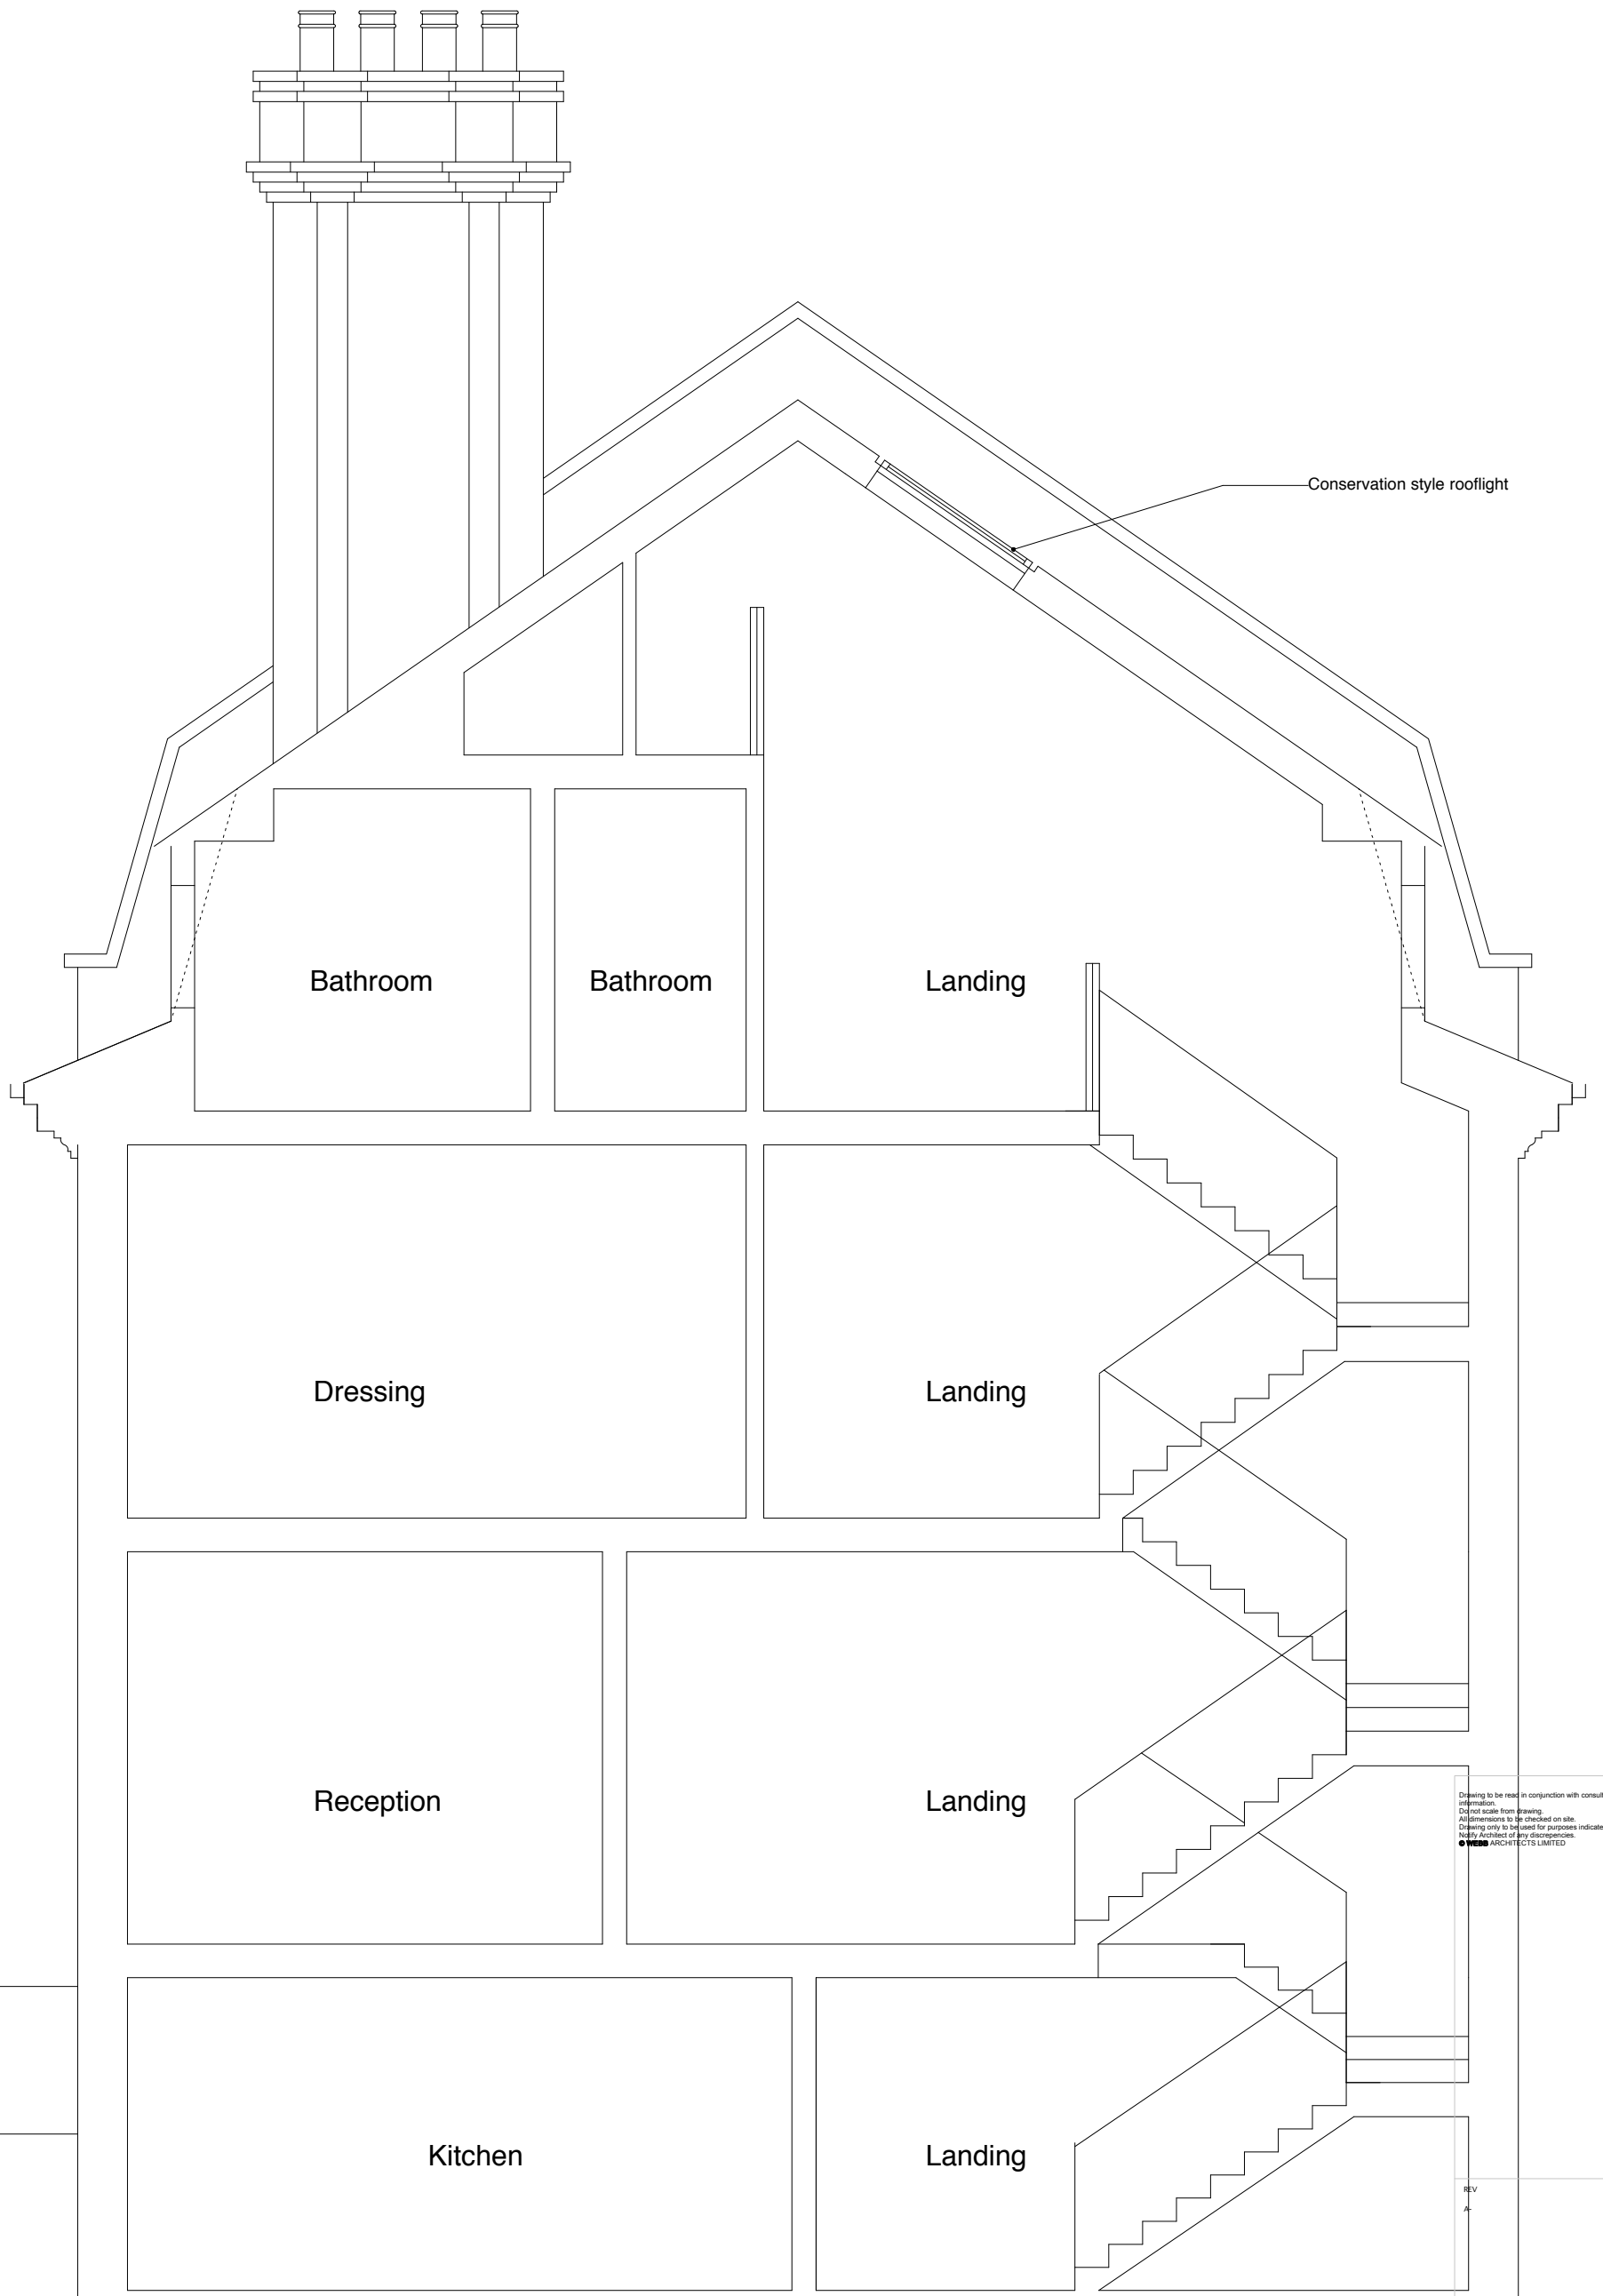 Conservation style rooflight
Bathroom
Bathroom
Landing
Dressing
Landing
Reception
Landing
Drawing to be read in conjunction with
information.
Do not scale from drawing.
All dimensions to be checked on site.
Drawing only to be used for purposes
Notify Architect of any discrepencies.
© WEBB ARCHITECTS LIMITED
Kitchen
Landing
REV
A-